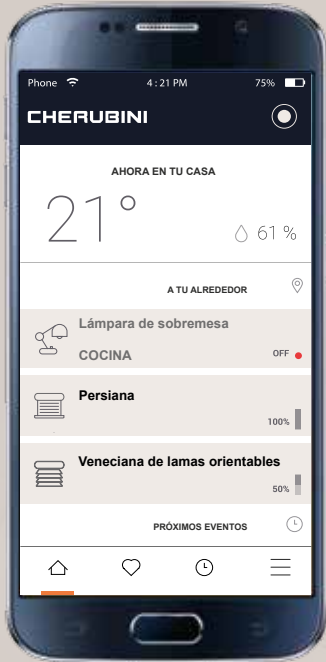 Phone 4:21 PM 75%
CHERUBINI
AHORA EN TU CASA
21°
61 %
A TU ALREDEDOR
Lámpara de sobremesa
COCINA OFF
Persiana
100%
Veneciana de lamas orientables
50%
PRÓXIMOS EVENTOS